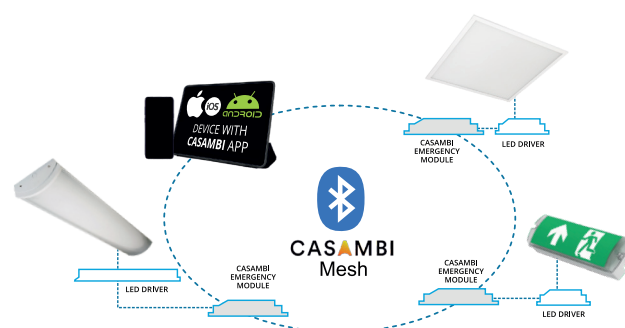 iOS
ANDROID
DEVICE WITH
CASAMBI APP
CASAMBI
EMERGENCY
MODULE
LED DRIVER
CASAMBI
Mesh
LED DRIVER
CASAMBI
EMERGENCY
MODULE
CASAMBI
EMERGENCY
MODULE
LED DRIVER